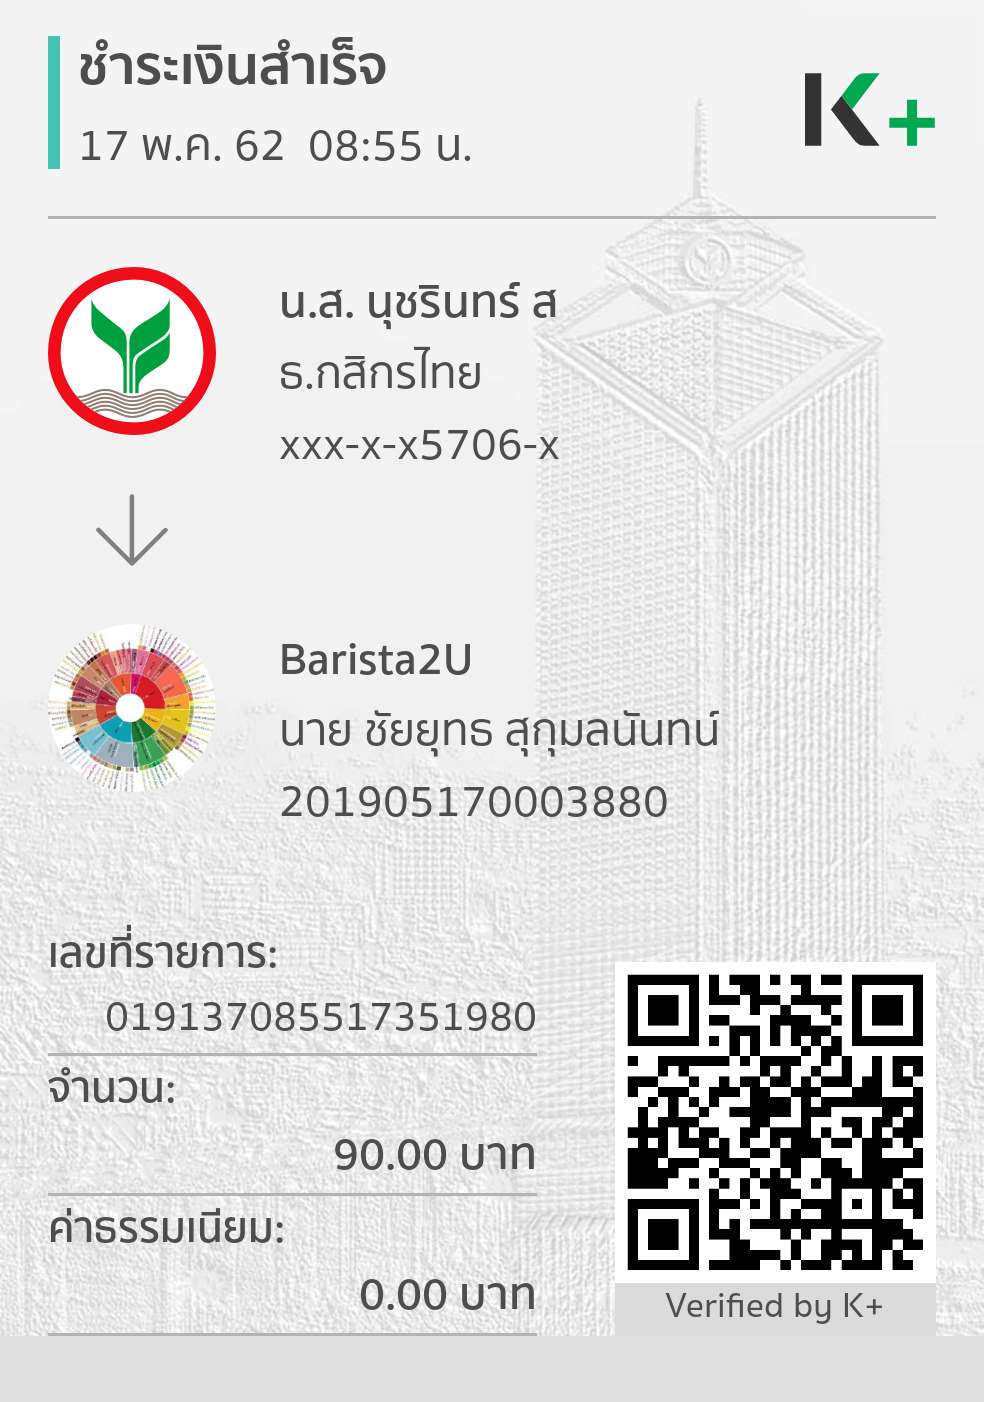 ชำระเงินสำเร็จ
17 พ.ค. 62  08:55 น.
K+
น.ส. นุชรินทร์ ส
ธ.กสิกรไทย
xxx-x-x5706-x
Barista2U
นาย ชัยยุทธ สุกุมลนันทน์
201905170003880
เลขที่รายการ:
019137085517351980
จำนวน:
90.00 บาท
ค่าธรรมเนียม:
0.00 บาท
Verified by K+